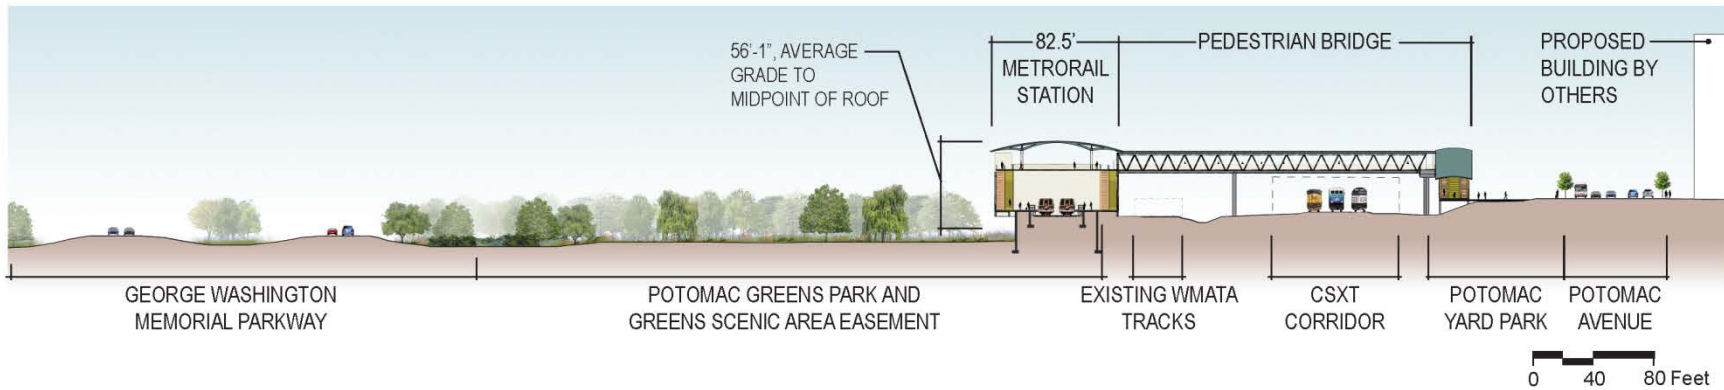 56'-1", AVERAGE
GRADE TO
MIDPOINT OF ROOF
82.5'
METRORAIL
STATION
PEDESTRIAN BRIDGE
PROPOSED
BUILDING BY
OTHERS
GEORGE WASHINGTON
MEMORIAL PARKWAY
POTOMAC GREENS PARK AND
GREENS SCENIC AREA EASEMENT
EXISTING WMATA
TRACKS
CSXT
CORRIDOR
POTOMAC
YARD PARK
POTOMAC
AVENUE
0 40 80 Feet